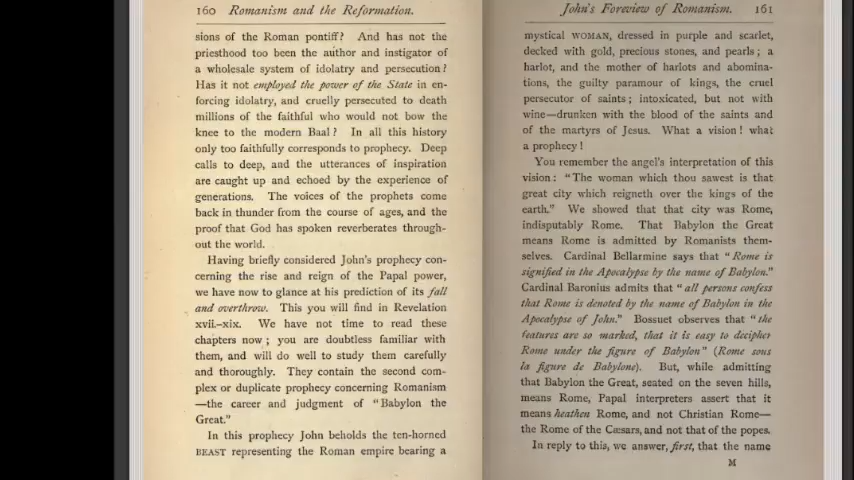 160 Romanism and the Reformation.
sions of the Roman pontiff? And has not the
priesthood too been the author and instigator of
a wholesale system of idolatry and persecution?
Has it not employed the power of the State in en-
forcing idolatry, and cruelly persecuted to death
millions of the faithful who would not bow the
knee to the modern Baal? In all this history
only too faithfully corresponds to prophecy. Deep
calls to deep, and the utterances of inspiration
are caught up and echoed by the experience of
generations. The voices of the prophets come
back in thunder from the course of ages, and the
proof that God has spoken reverberates through-
out the world.
Having briefly considered John's prophecy con-
cerning the rise and reign of the Papal power,
we have now to glance at his prediction of its fall
and overthrow. This you will find in Revelation
xvii.-xix. We have not time to read these
chapters now; you are doubtless familiar with
them, and will do well to study them carefully
and thoroughly. They contain the second com-
plex or duplicate prophecy concerning Romanism
—the career and judgment of "Babylon the
Great."
In this prophecy John beholds the ten-horned
BEAST representing the Roman empire bearing a
John's Foreview of Romanism. 161
mystical WOMAN, dressed in purple and scarlet,
decked with gold, precious stones, and pearls; a
harlot, and the mother of harlots and abomina-
tions, the guilty paramour of kings, the cruel
persecutor of saints; intoxicated, but not with
wine—drunken with the blood of the saints and
of the martyrs of Jesus. What a vision! what
a prophecy!
You remember the angel's interpretation of this
vision: "The woman which thou sawest is that
great city which reigneth over the kings of the
earth." We showed that that city was Rome,
indisputably Rome. That Babylon the Great
means Rome is admitted by Romanists them-
selves. Cardinal Bellarmine says that "Rome is
signified in the Apocalypse by the name of Babylon."
Cardinal Baronius admits that "all persons confess
that Rome is denoted by the name of Babylon in the
Apocalypse of John." Bossuet observes that "the
features are so marked, that it is easy to decipher
Rome under the figure of Babylon" (Rome sous
la figure de Babylone). But, while admitting
that Babylon the Great, seated on the seven hills,
means Rome, Papal interpreters assert that it
means heathen Rome, and not Christian Rome—
the Rome of the Cæsars, and not that of the popes.
In reply to this, we answer, first, that the name
M